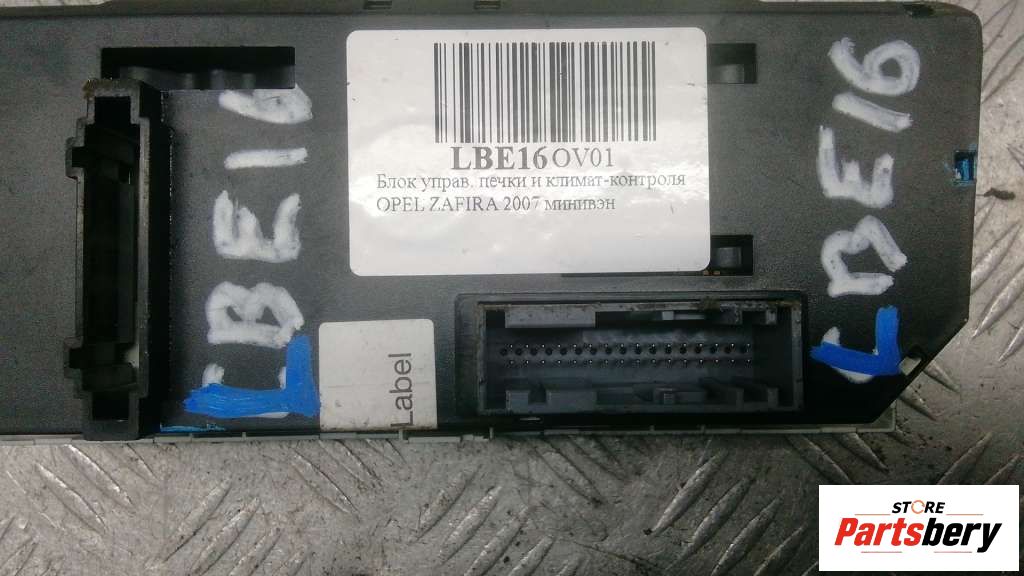 LBE16OV01
Блок управ. печки и климат-контроля
OPEL ZAFIRA 2007 минивэн
LBE16
LBE16
Label
STORE
Partsbery